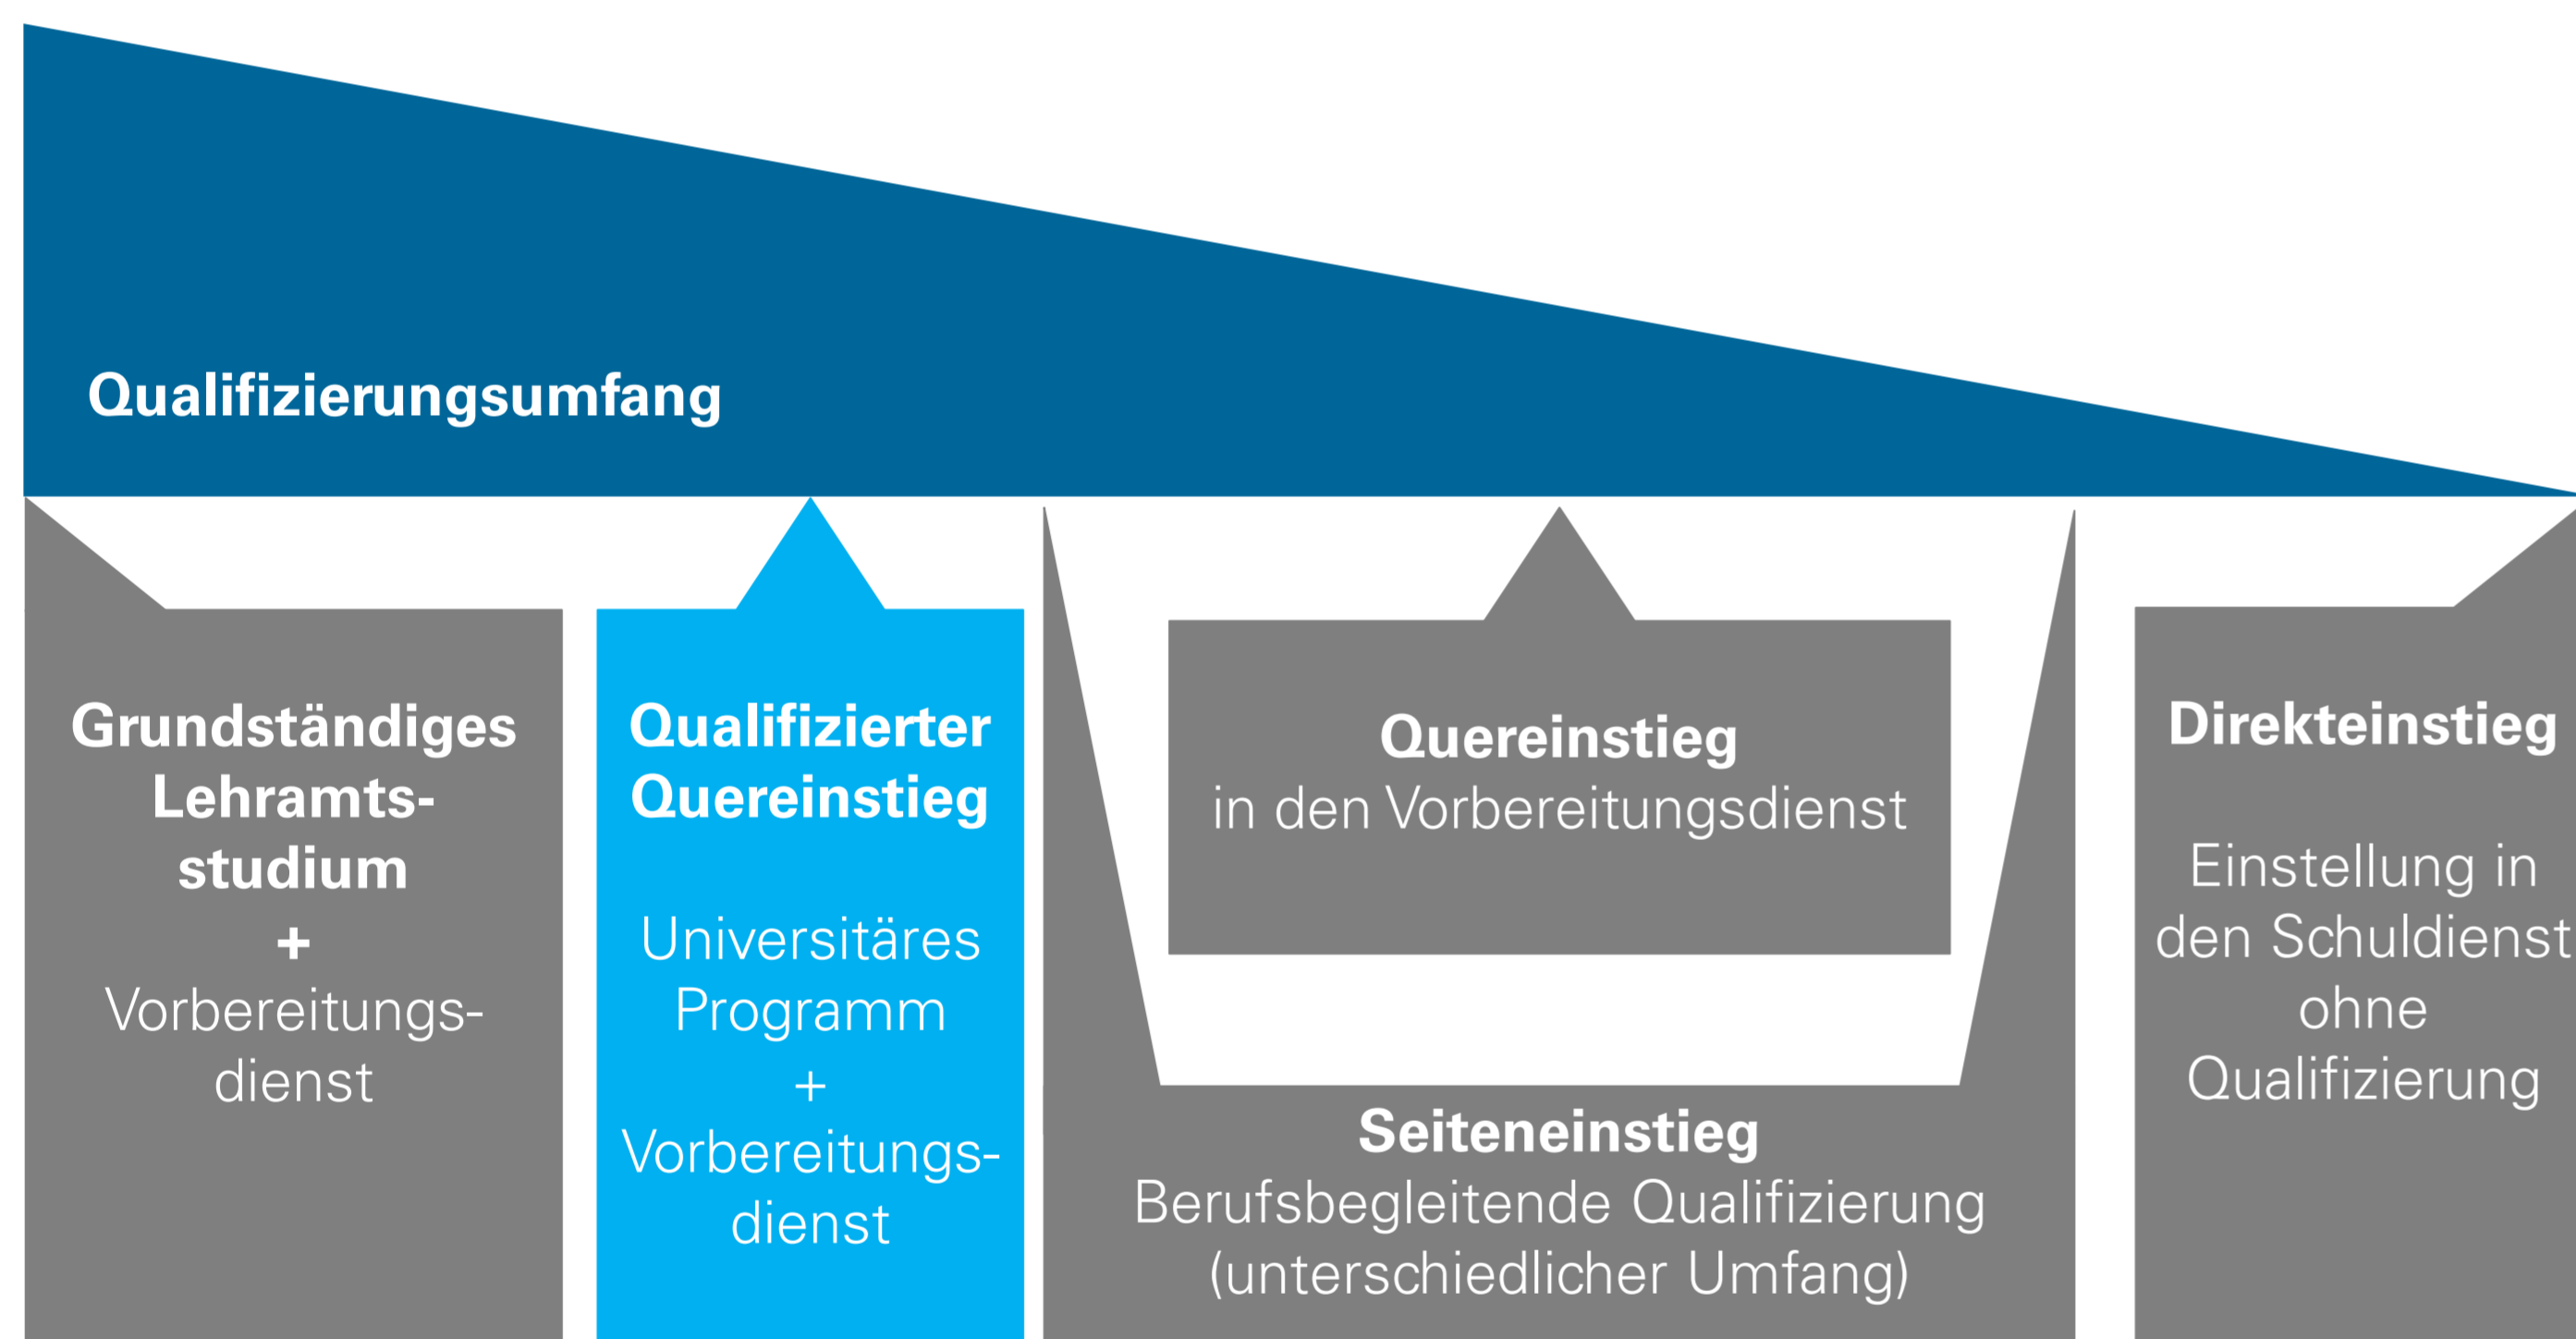 Qualifizierungsumfang
Grundständiges
Lehramts-
studium
+
Vorbereitungs-
dienst
Qualifizierter
Quereinstieg
Universitäres
Programm
+
Vorbereitungs-
dienst
Quereinstieg
in den Vorbereitungsdienst
Seiteneinstieg
Berufsbegleitende Qualifizierung
(unterschiedlicher Umfang)
Direkteinstieg
Einstellung in
den Schuldienst
ohne
Qualifizierung